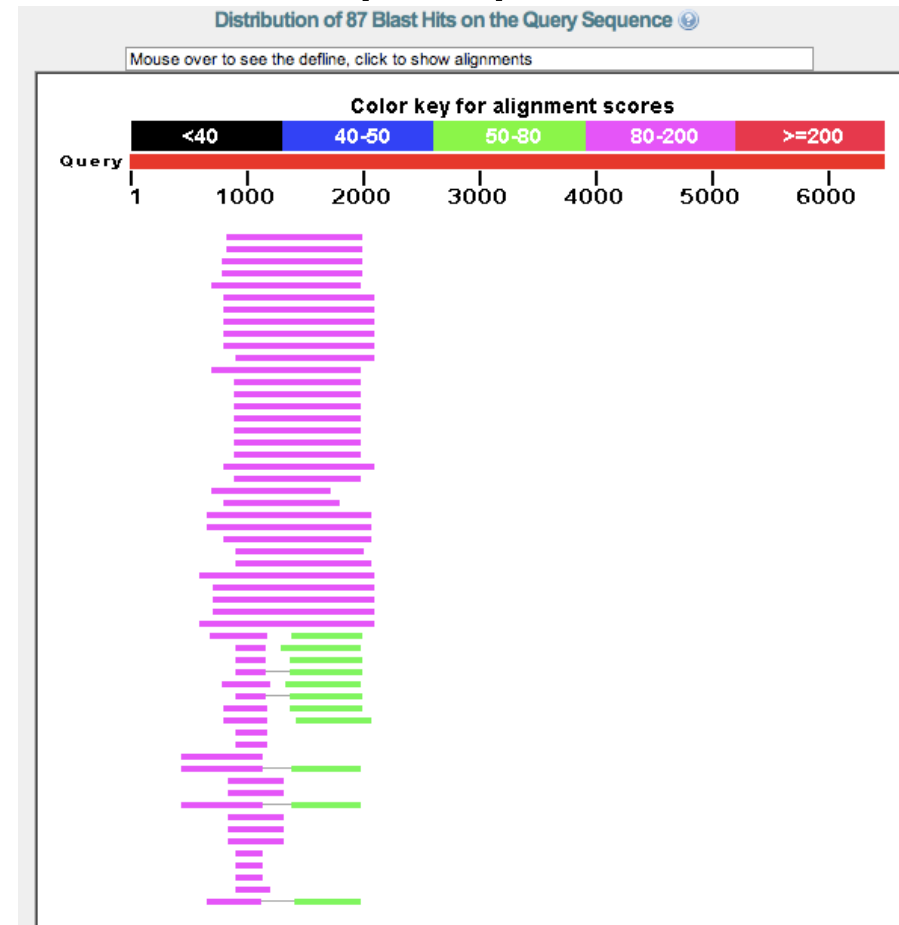 Distribution of 87 Blast Hits on the Query Sequence
Mouse over to see the defline, click to show alignments
Color key for alignment scores
<40 40-50 50-80 80-200 >=200
Query
1 1000 2000 3000 4000 5000 6000